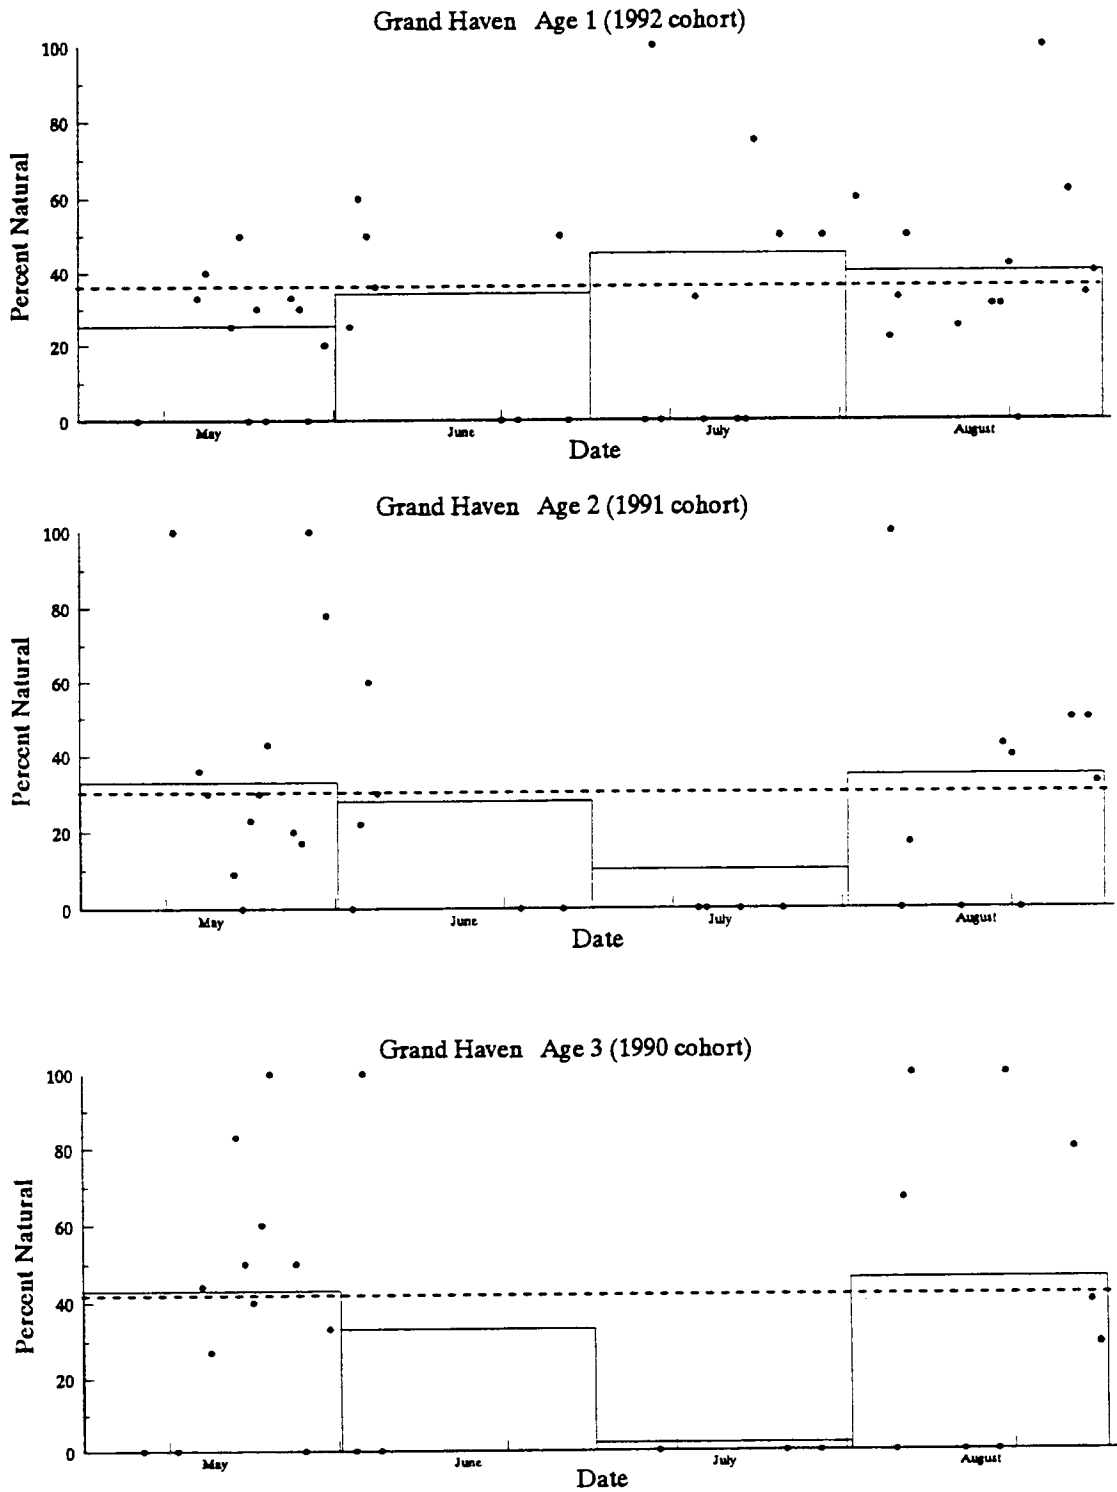 Grand Haven Age 1 (1992 cohort)
100
80
60
40
20
0
Percent Natural
May
June
July
August
Date
Grand Haven Age 2 (1991 cohort)
100
80
60
40
20
0
Percent Natural
May
June
July
August
Date
Grand Haven Age 3 (1990 cohort)
100
80
60
40
20
0
Percent Natural
May
June
July
August
Date